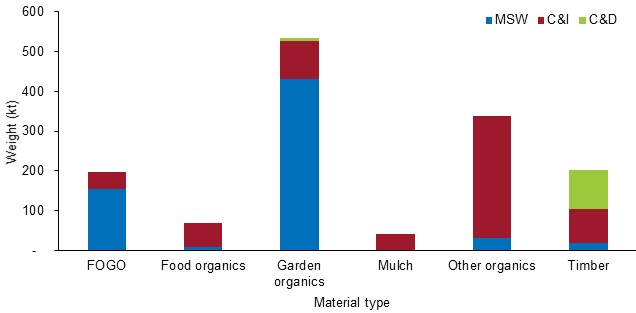 MSW C&I C&D
600
500
400
300
200
100
-
Weight (kt)
FOGO Food organics Garden organics Mulch Other organics Timber
Material type